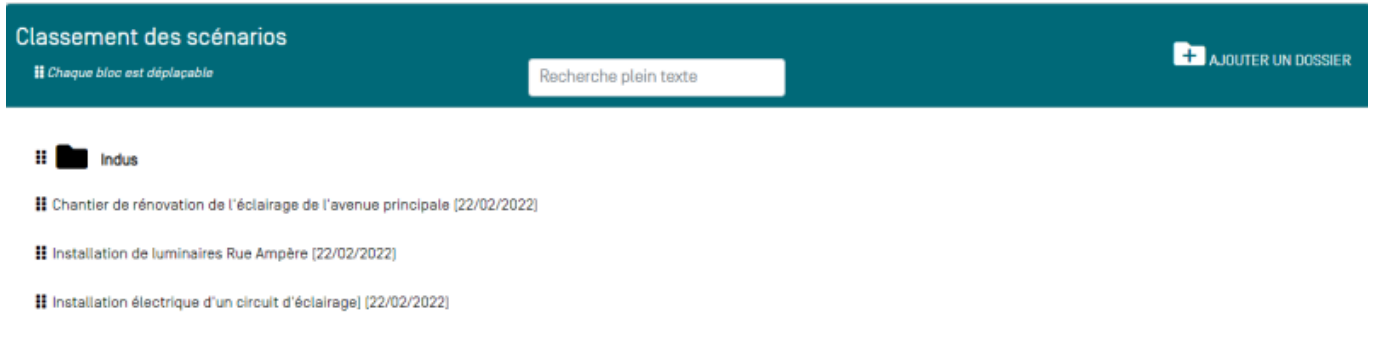 Classement des scénarios
Chaque bloc est déplaçable
Recherche plein texte
AJOUTER UN DOSSIER
Indus
Chantier de rénovation de l'éclairage de l'avenue principale (22/02/2022)
Installation de luminaires Rue Ampère (22/02/2022)
Installation électrique d'un circuit d'éclairage) (22/02/2022)